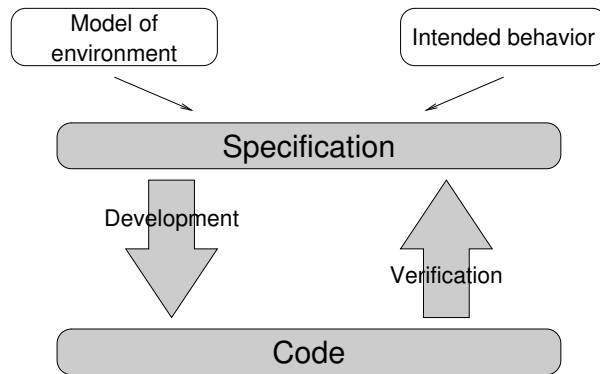 Model of
environment
Intended behavior
Specification
Development
Verification
Code